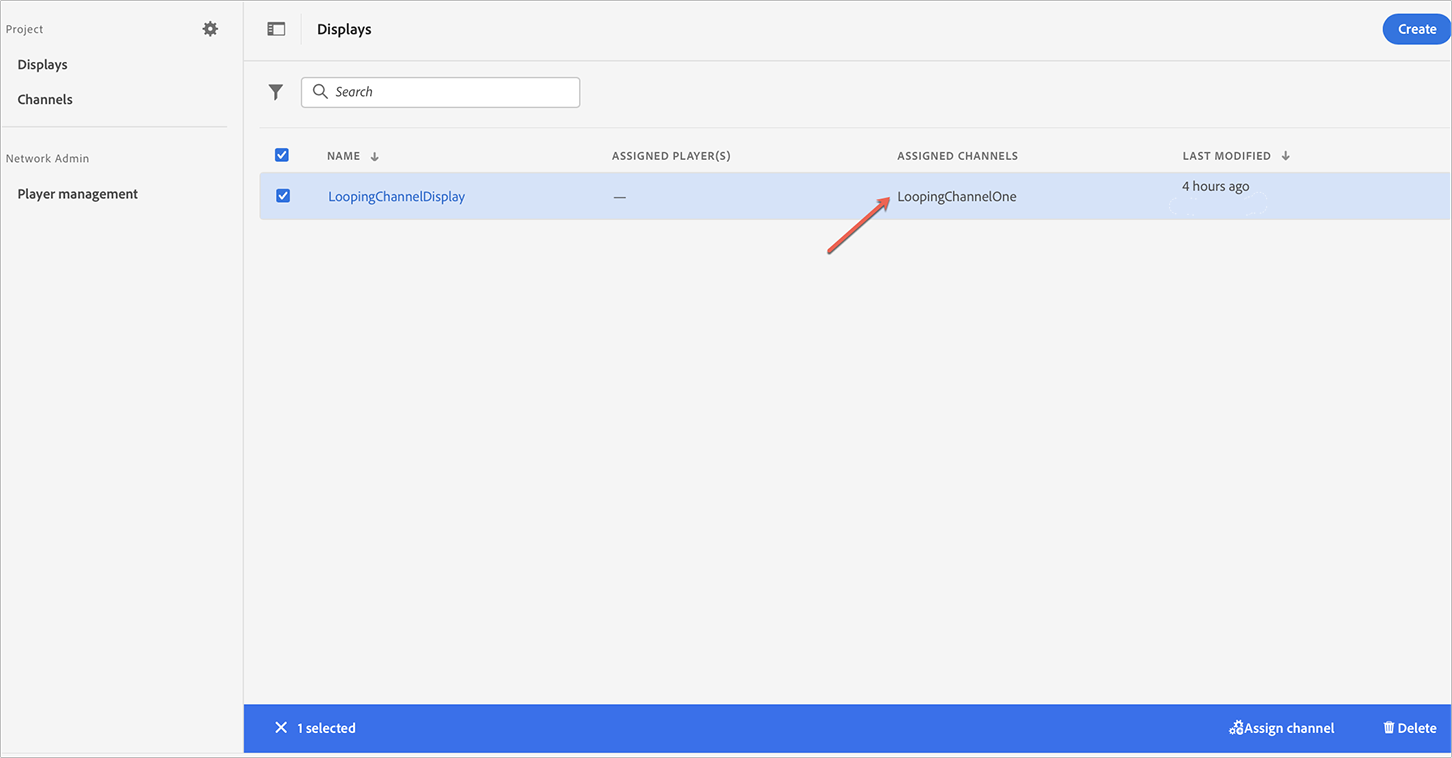 Project
Displays
Channels
Network Admin
Player management
Displays
Create
Search
NAME ASSIGNED PLAYER(S) ASSIGNED CHANNELS LAST MODIFIED
LoopingChannelDisplay — LoopingChannelOne 4 hours ago
1 selected Assign channel Delete